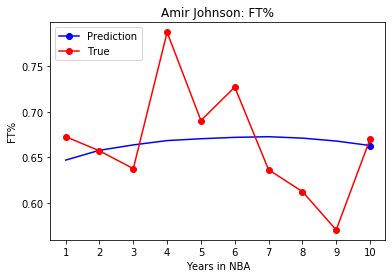 Amir Johnson: FT%
Prediction
True
FT%
0.75
0.70
0.65
0.60
1 2 3 4 5 6 7 8 9 10
Years in NBA